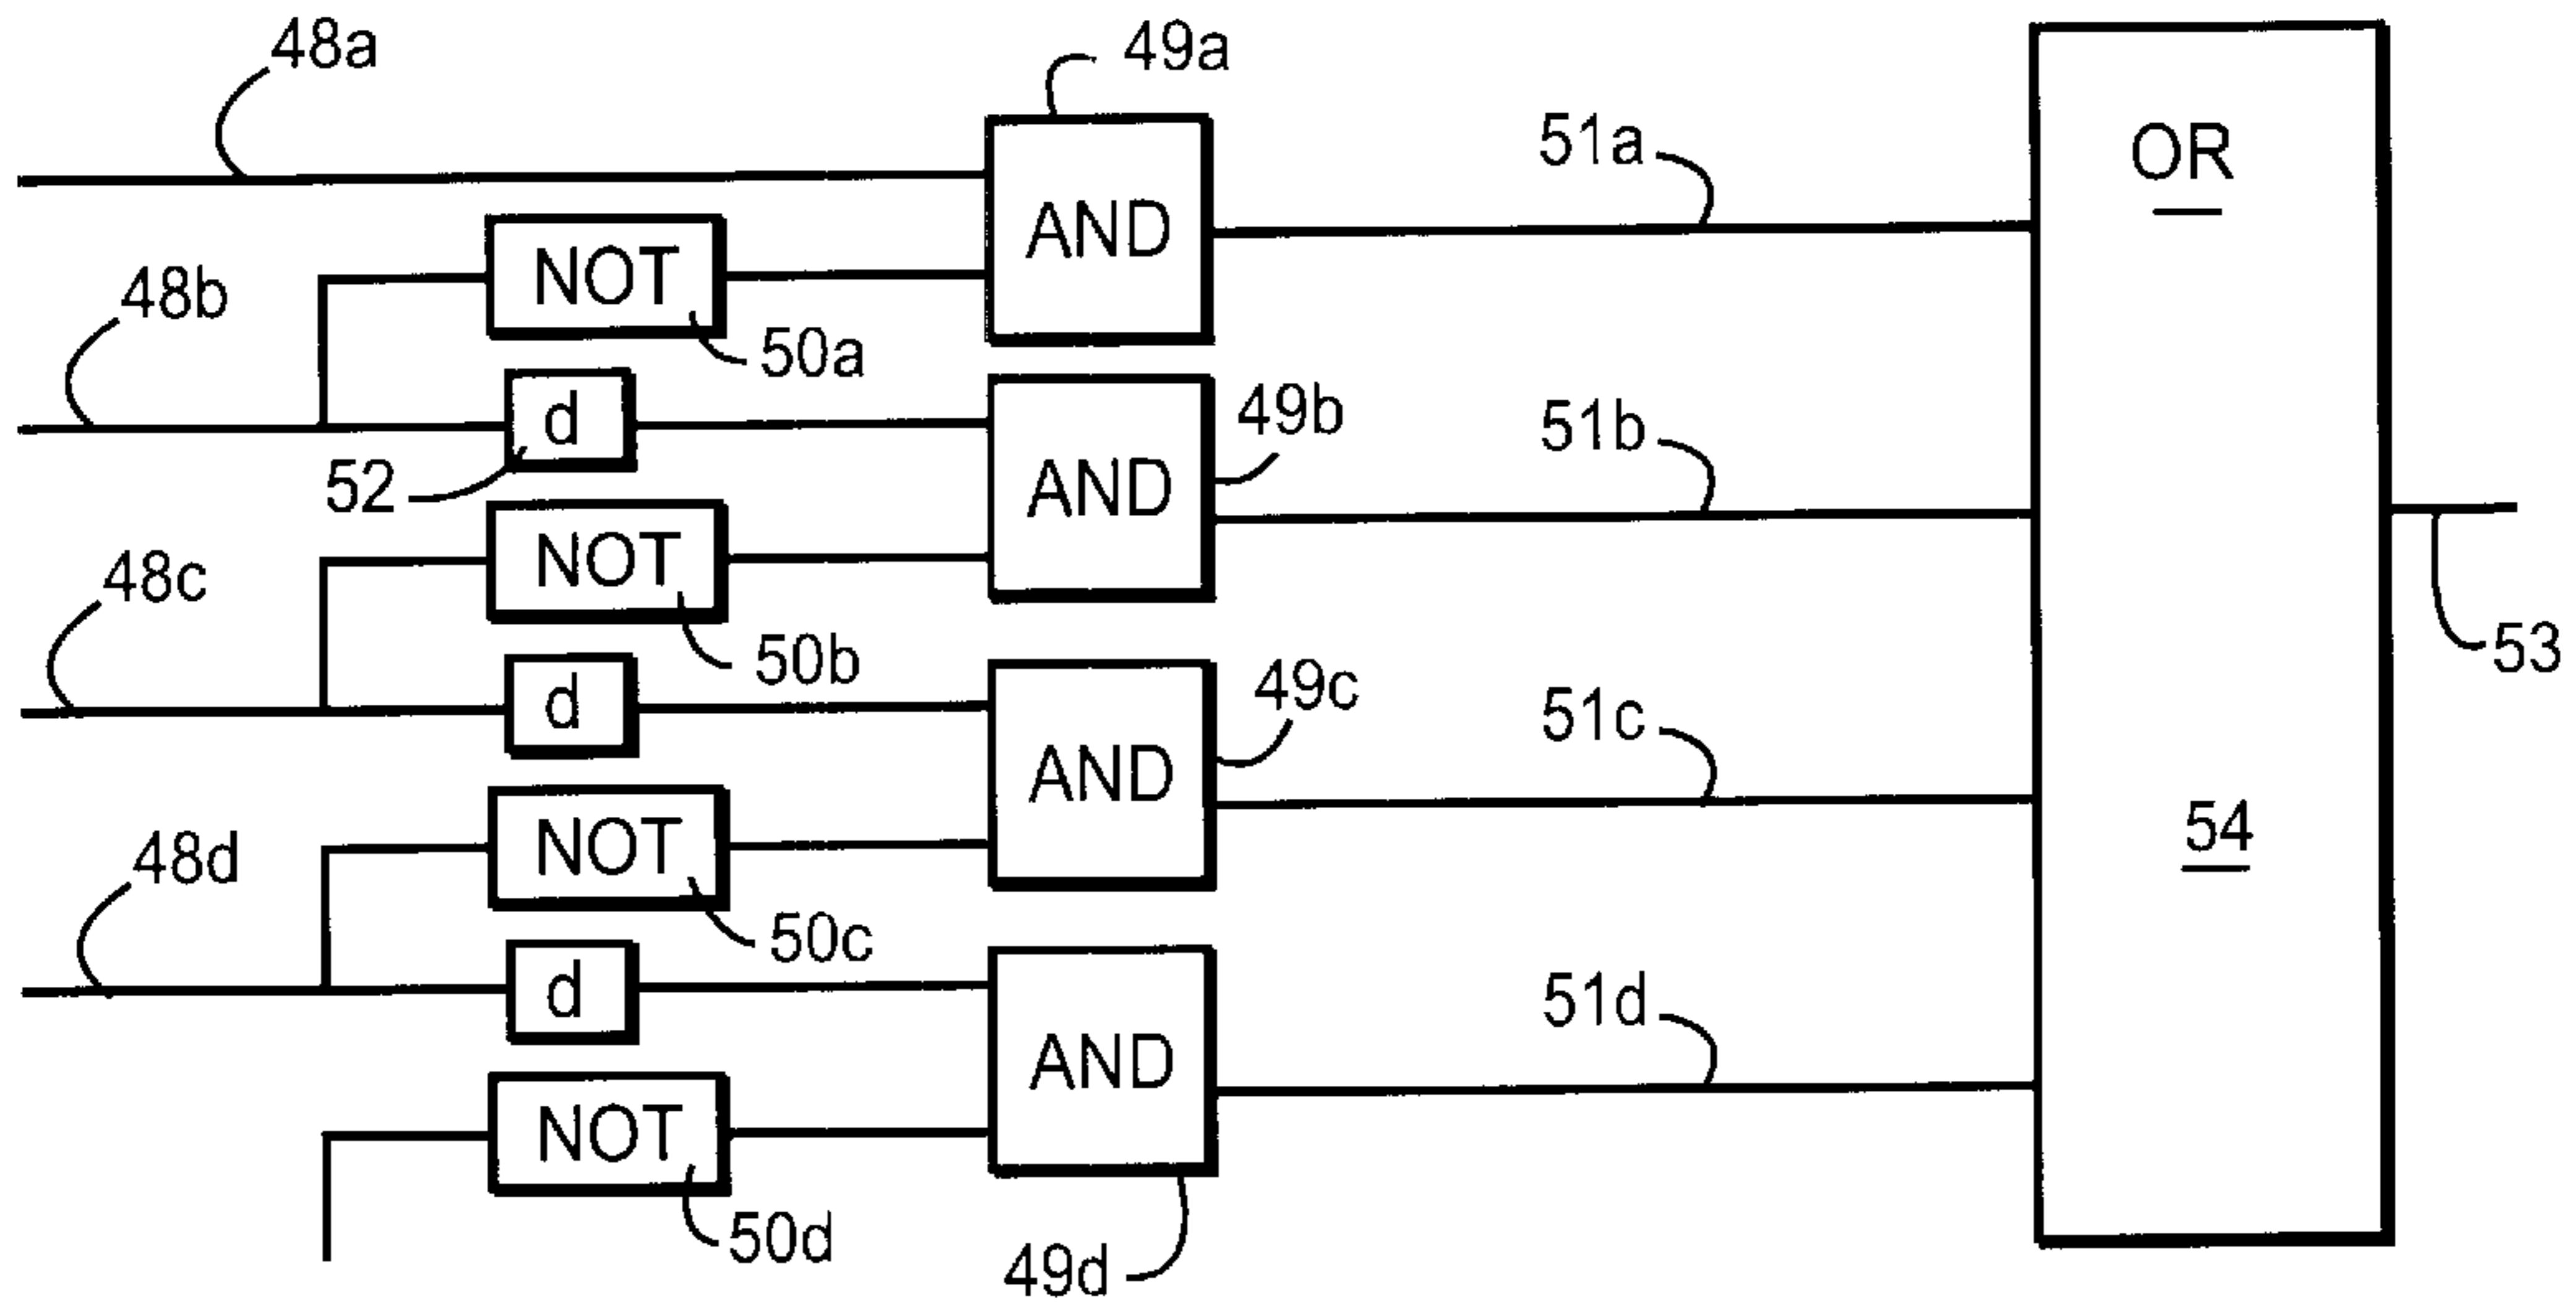 48a
49a
51a
OR
AND
48b
NOT
50a
d
49b
51b
52
AND
48c
NOT
50b
53
d
49c
51c
AND
48d
NOT
50c
54
d
51d
AND
NOT
50d
49d